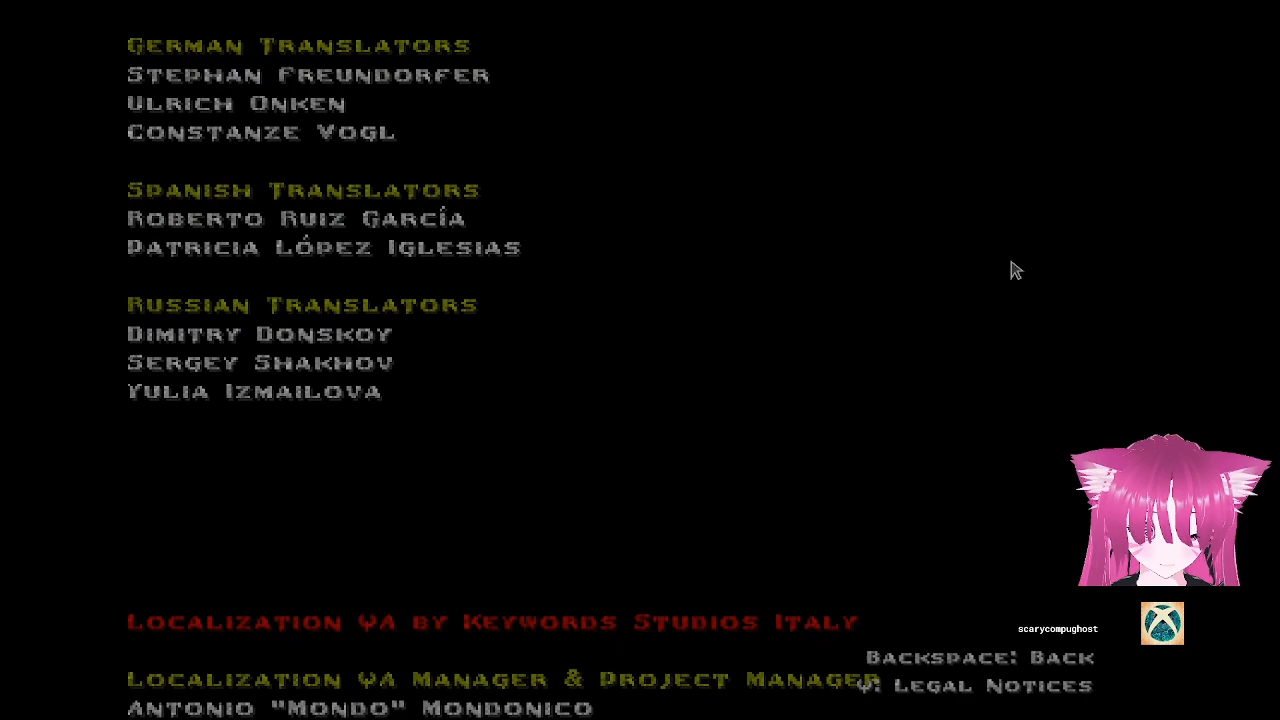 German Translators
Stephan Freundorfer
Ulrich Onken
Constanze Vogl
Spanish Translators
Roberto Ruiz García
Patricia López Iglesias
Russian Translators
Dimitry Donskoy
Sergey Shakhov
Yulia Izmailova
Localization QA by Keywords Studios Italy
scarycompughost
Backspace: Back
Localization QA Manager & Project Manager
Y: Legal Notices
Antonio "Mondo" Mondonico